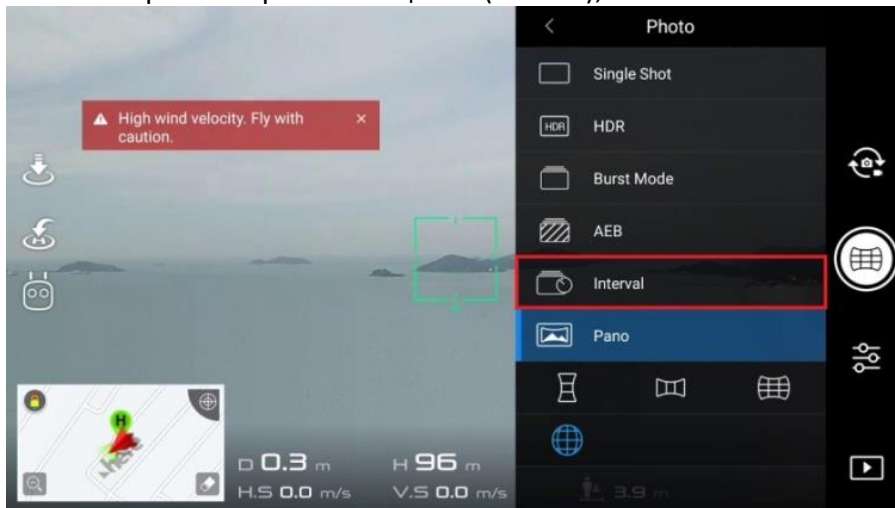 Photo
Single Shot
High wind velocity. Fly with
caution.
HDR
HDR
Burst Mode
AEB
Interval
Pano
H
here
D 0.3 m
H 96 m
H.S 0.0 m/s
V.S 0.0 m/s
3.9 m